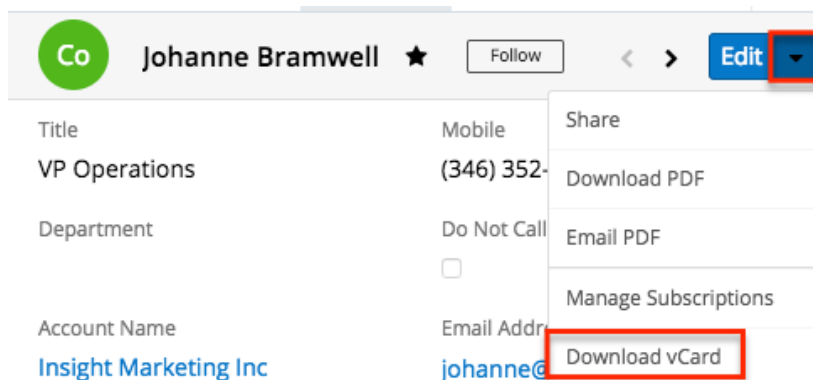 Co Johanne Bramwell Follow Edit
Title
VP Operations
Mobile
(346) 352-
Department
Do Not Call
Account Name
Insight Marketing Inc
Email Addr
johanne@
Share
Download PDF
Email PDF
Manage Subscriptions
Download vCard